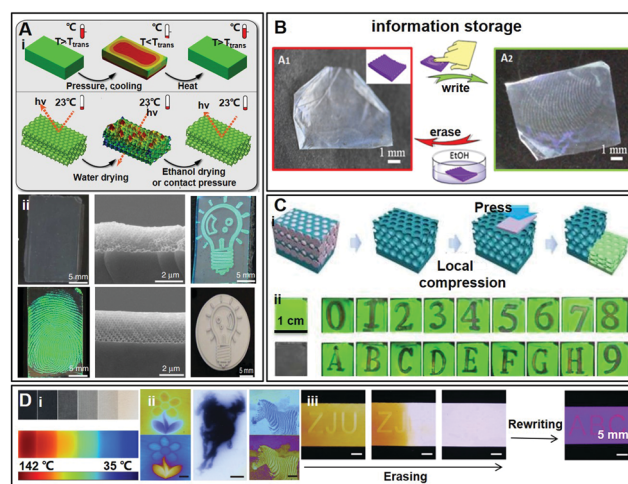 A
i
℃
℃
℃
T>Ttrans
T<Ttrans
T>Ttrans
Pressure, cooling
Heat
hv
23℃
23℃
hv
hv
23℃
Water drying
Ethanol drying
or contact pressure
ii
5 mm
2 μm
5 mm
5 mm
2 μm
5 mm
B
information storage
A1
write
erase
EtOH
A2
1 mm
1 mm
C
i
Press
Local
compression
ii
1 cm
0 1 2 3 4 5 6 7 8
A B C D E F G H 9
D
i
142 ℃
35 ℃
ii
iii
ZJU
ZJ
Erasing
Rewriting
5 mm